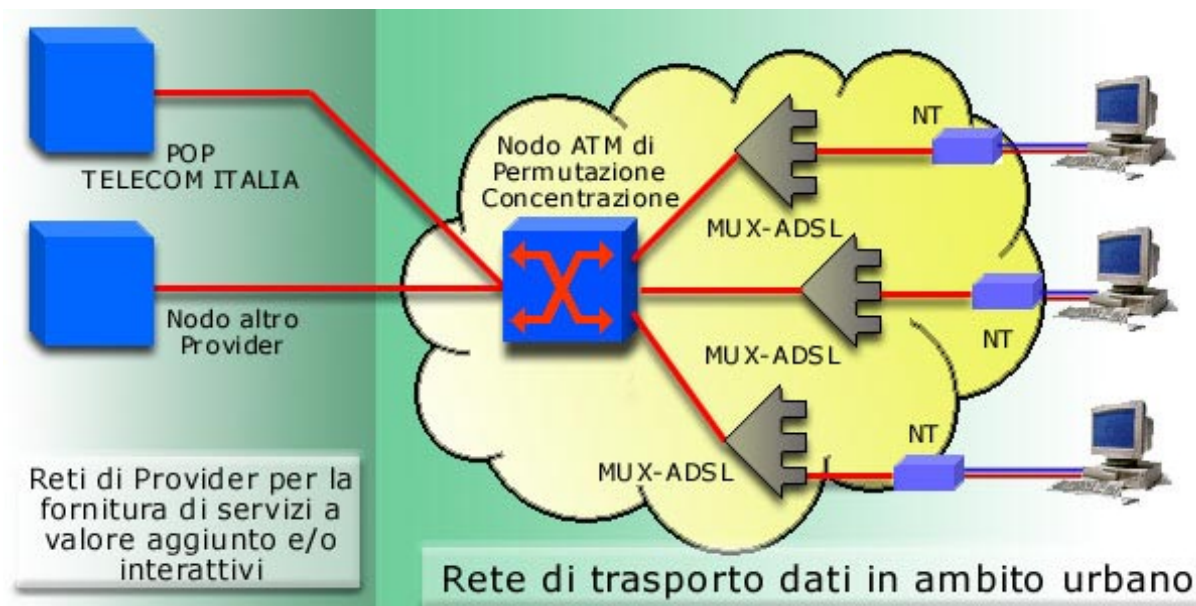 POP
TELECOM ITALIA
Nodo altro
Provider
Reti di Provider per la
fornitura di servizi a
valore aggiunto e/o
interattivi
Nodo ATM di
Permutazione
Concentrazione
MUX-ADSL
NT
MUX-ADSL
NT
MUX-ADSL
NT
Rete di trasporto dati in ambito urbano